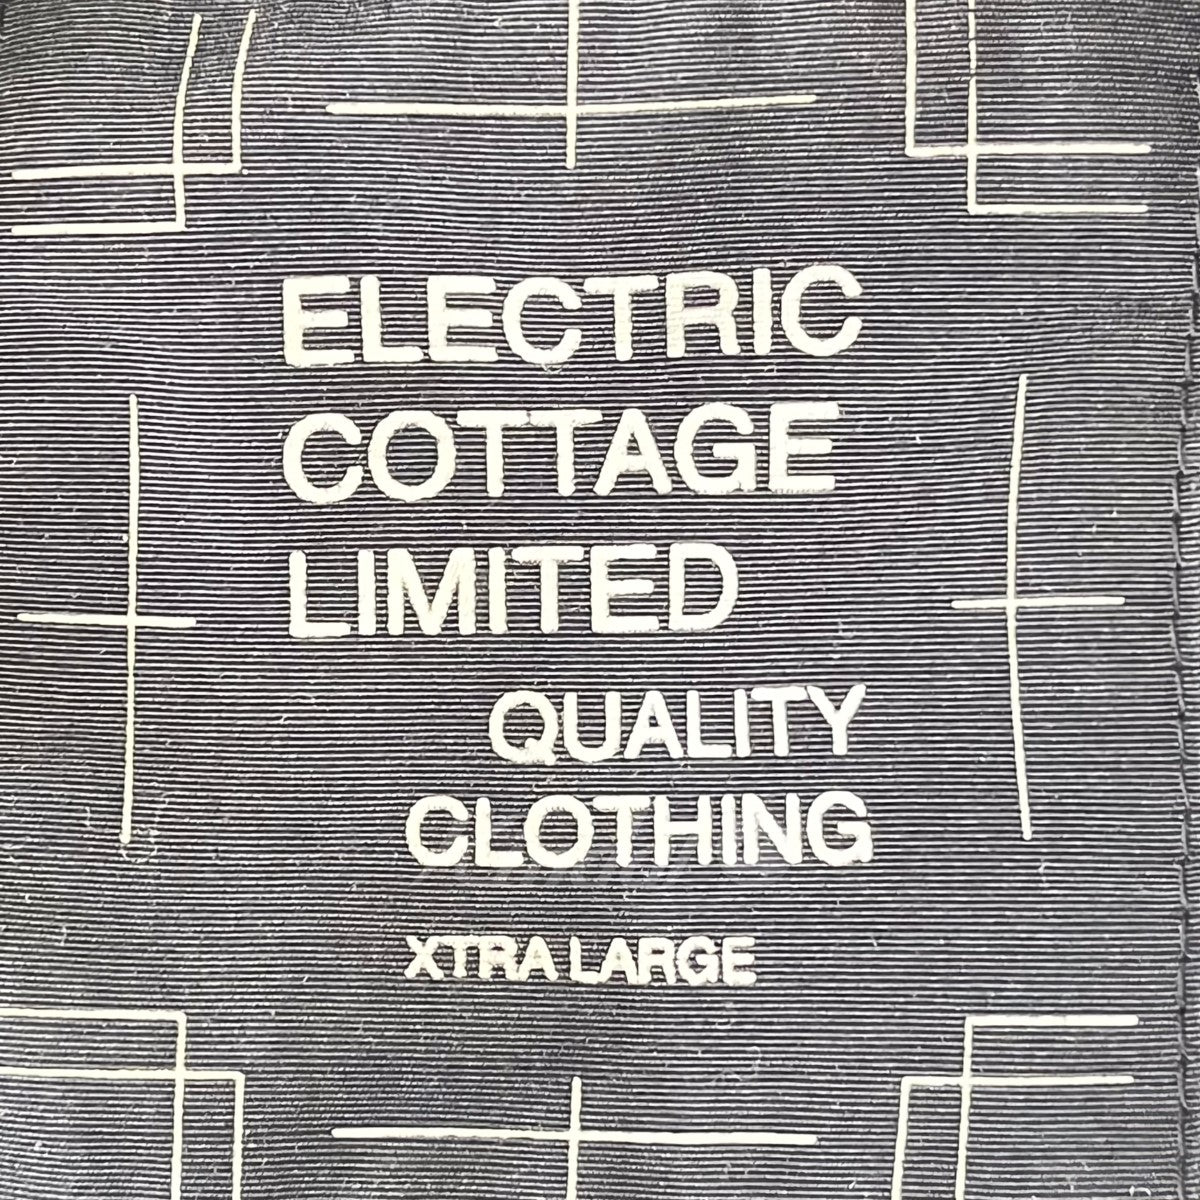 ELECTRIC
COTTAGE
LIMITED
QUALITY
CLOTHING
XTRA LARGE